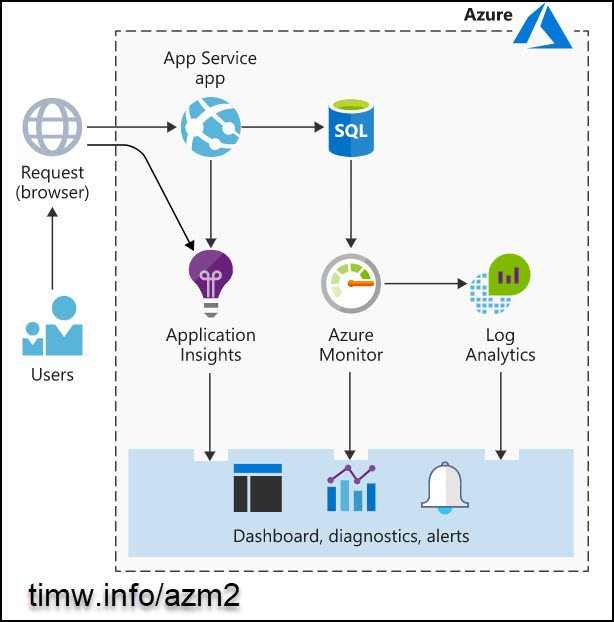 Azure
App Service
app
SQL
Request
(browser)
Application
Insights
Azure
Monitor
Log
Analytics
Users
Dashboard, diagnostics, alerts
timw.info/azm2